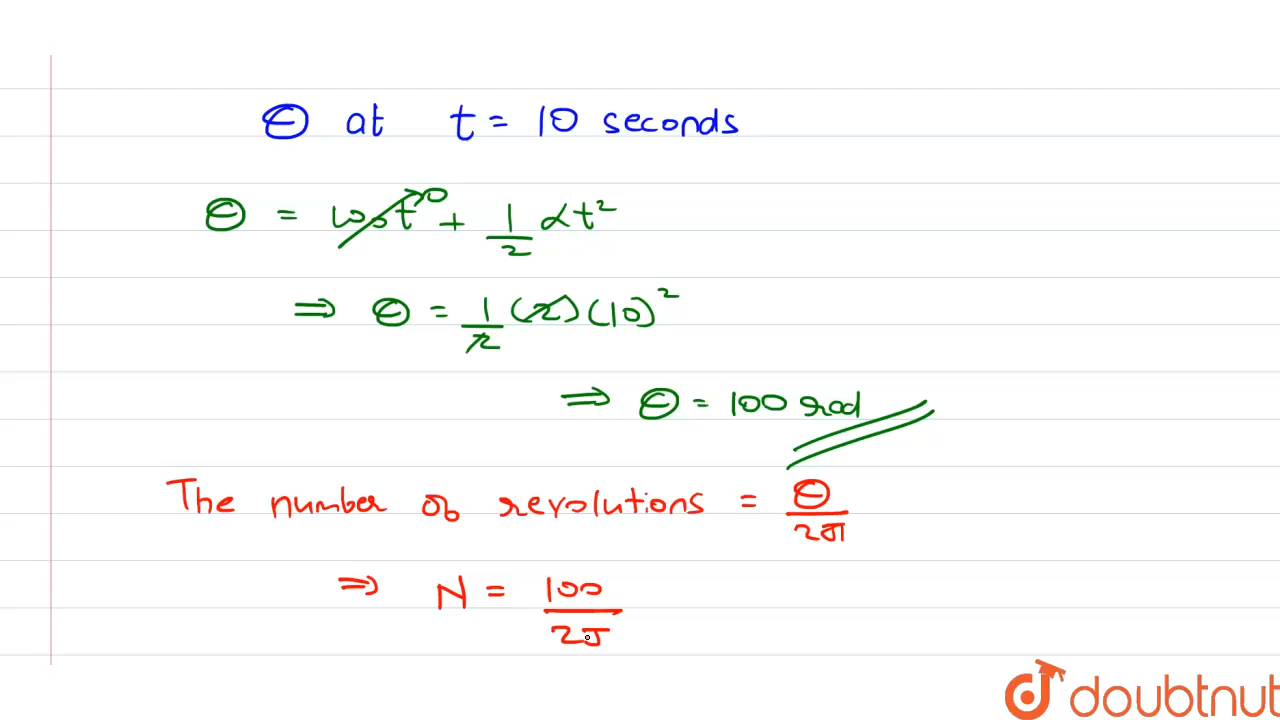 θ at t = 10 seconds
θ = ω₀t⁰ + 1/2 αt²
⇒ θ = 1/2 (2) (10)²
⇒ θ = 100 rad
The number of revolutions = θ/2π
⇒ N = 100/2π
doubtnut